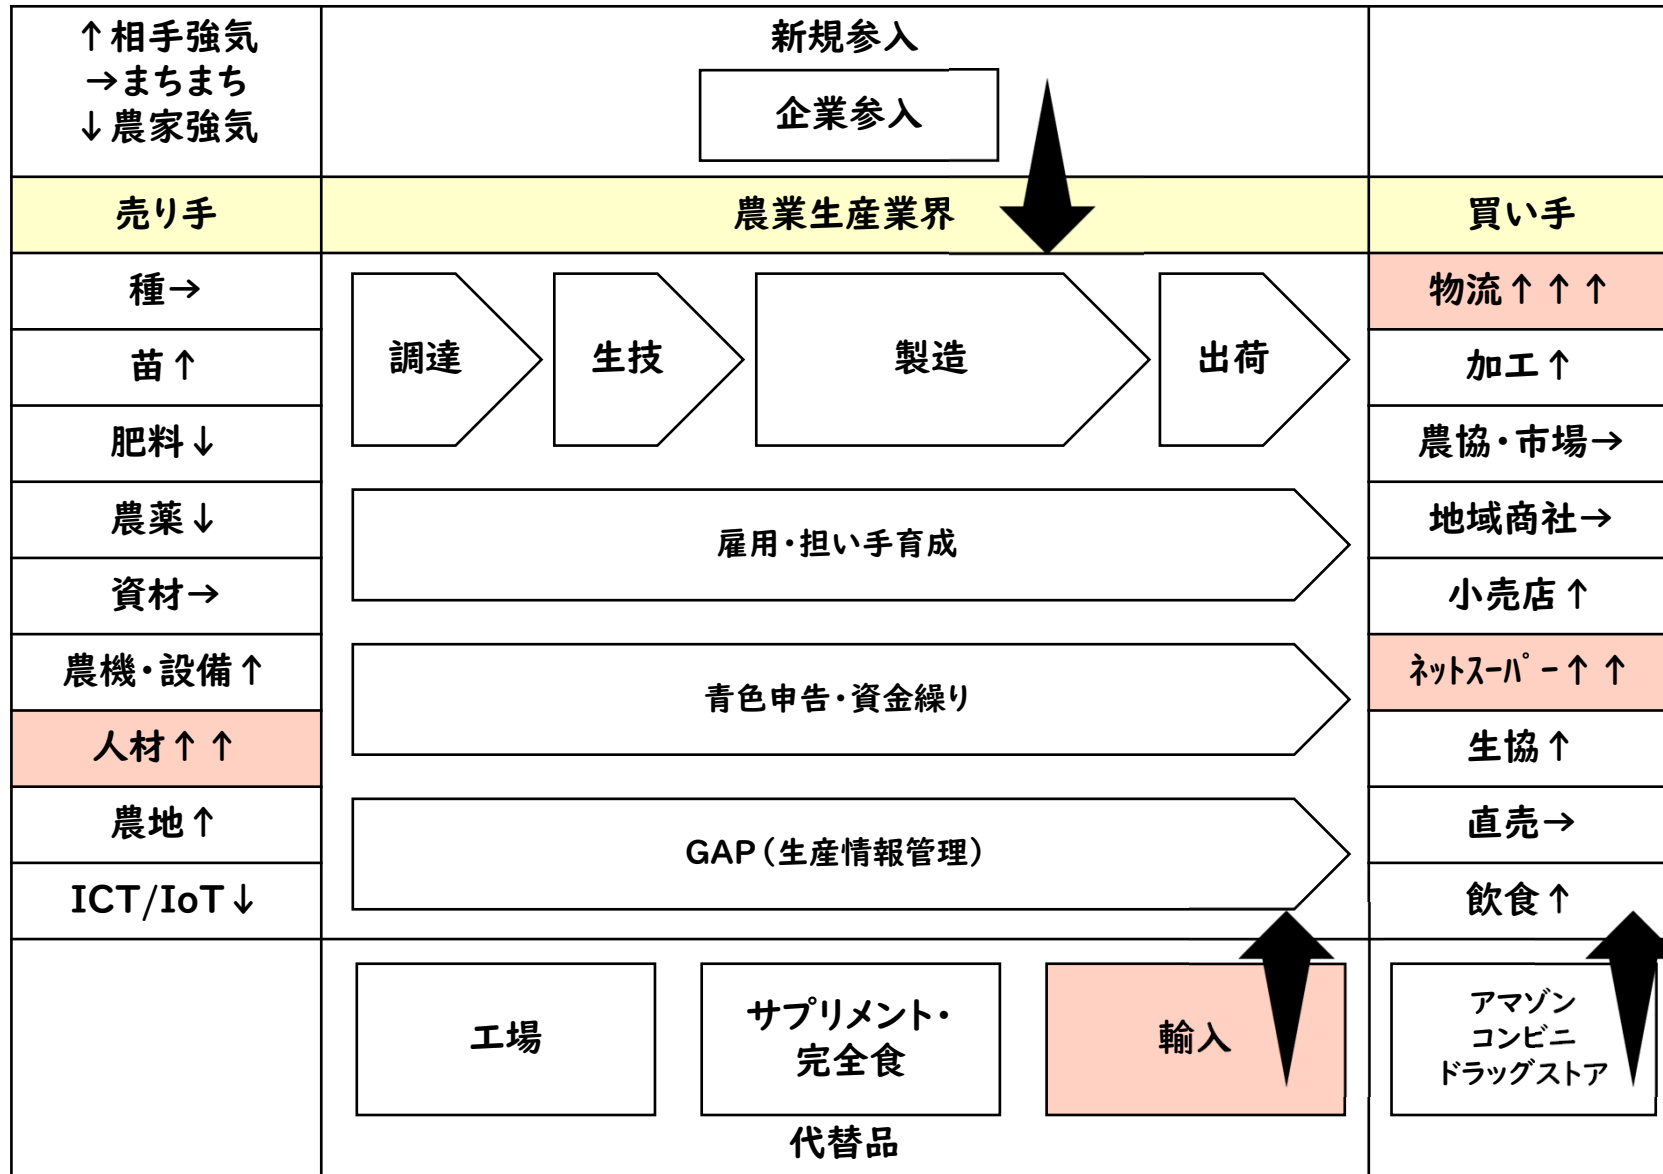 ↑相手強気
→まちまち
↓農家強気
新規参入
企業参入
売り手
農業生産業界
買い手
種→
苗↑
肥料↓
農薬↓
資材→
農機・設備↑
人材↑↑
農地↑
ICT/IoT↓
調達
生技
製造
出荷
雇用・担い手育成
青色申告・資金繰り
GAP（生産情報管理）
物流↑↑↑
加工↑
農協・市場→
地域商社→
小売店↑
ﾈｯﾄｽｰﾊﾟｰ↑↑
生協↑
直売→
飲食↑
工場
サプリメント・
完全食
輸入
アマゾン
コンビニ
ドラッグストア
代替品